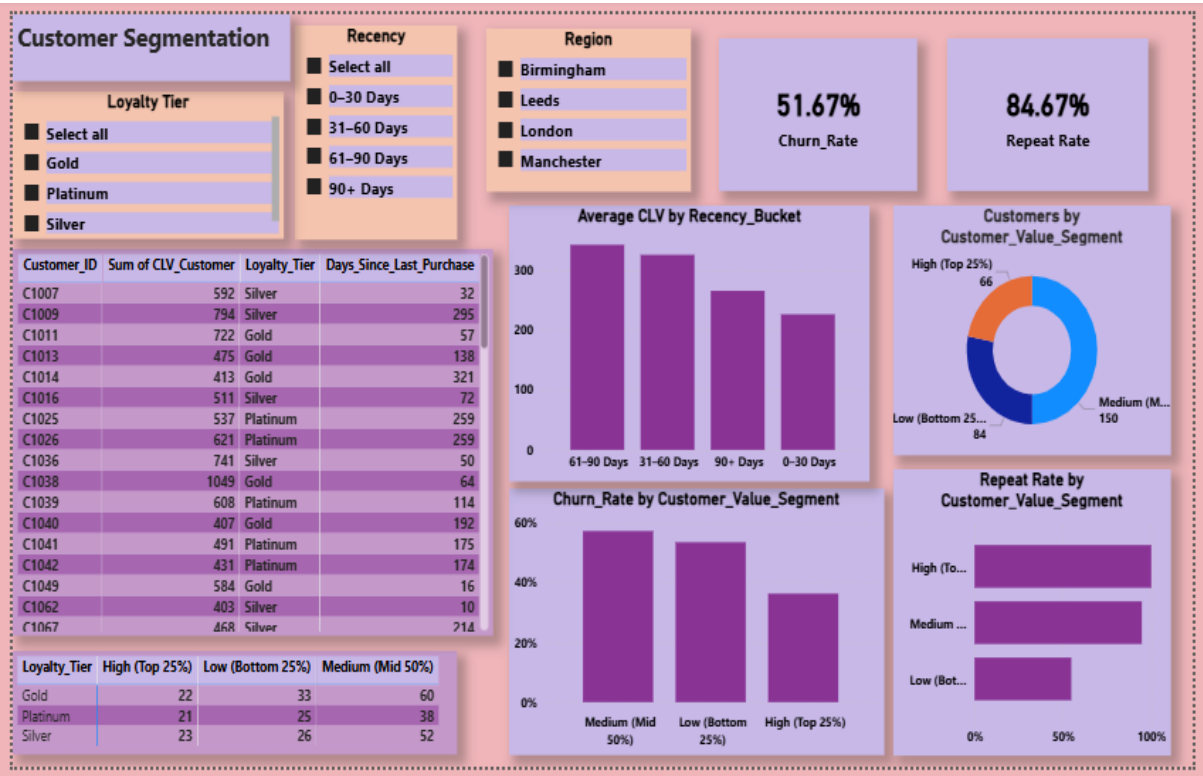 Customer Segmentation
Loyalty Tier
Select all
Gold
Platinum
Silver
Recency
Select all
0–30 Days
31–60 Days
61–90 Days
90+ Days
Region
Birmingham
Leeds
London
Manchester
51.67%
Churn_Rate
84.67%
Repeat Rate
Customer_ID Sum of CLV_Customer Loyalty_Tier Days_Since_Last_Purchase
C1007 592 Silver 32
C1009 794 Silver 295
C1011 722 Gold 57
C1013 475 Gold 138
C1014 413 Gold 321
C1016 511 Silver 72
C1025 537 Platinum 259
C1026 621 Platinum 259
C1036 741 Silver 50
C1038 1049 Gold 64
C1039 608 Platinum 114
C1040 407 Gold 192
C1041 491 Platinum 175
C1042 431 Platinum 174
C1049 584 Gold 16
C1062 403 Silver 10
C1067 468 Silver 214
Loyalty_Tier High (Top 25%) Low (Bottom 25%) Medium (Mid 50%)
Gold 22 33 60
Platinum 21 25 38
Silver 23 26 52
Average CLV by Recency_Bucket
300
200
100
0
61–90 Days 31–60 Days 90+ Days 0–30 Days
Customers by
Customer_Value_Segment
High (Top 25%)
66
Medium (M...
150
Low (Bottom 25...
84
Churn_Rate by Customer_Value_Segment
60%
40%
20%
0%
Medium (Mid Low (Bottom High (Top 25%)
50%) 25%)
Repeat Rate by
Customer_Value_Segment
High (To...
Medium ...
Low (Bot...
0% 50% 100%